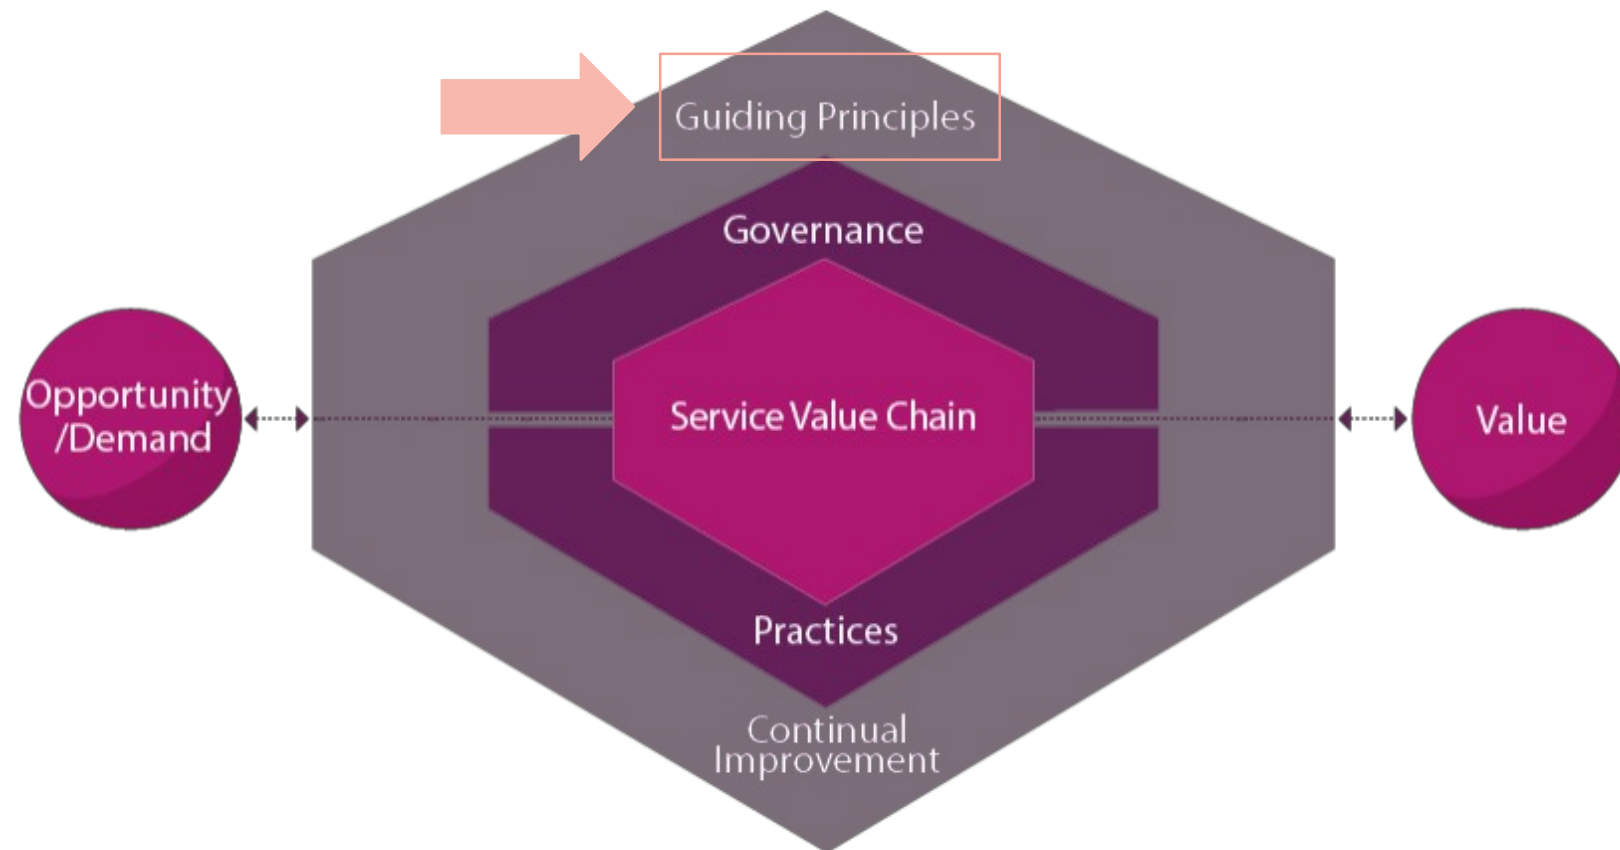 Guiding Principles
Governance
Opportunity
/Demand
Service Value Chain
Value
Practices
Continual
Improvement